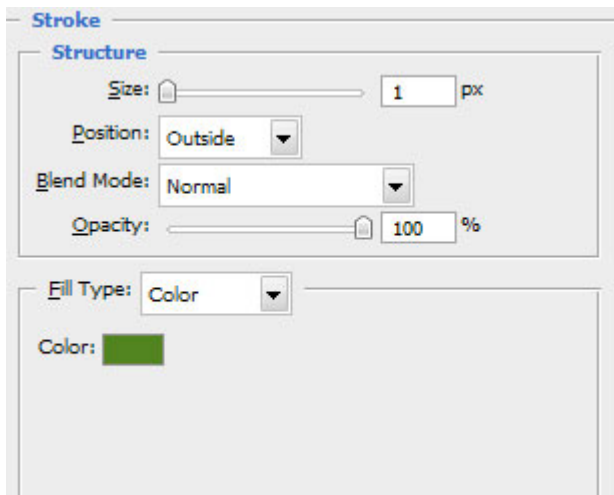 Stroke
Structure
Size: 1 px
Position: Outside
Blend Mode: Normal
Opacity: 100 %
Fill Type: Color
Color: